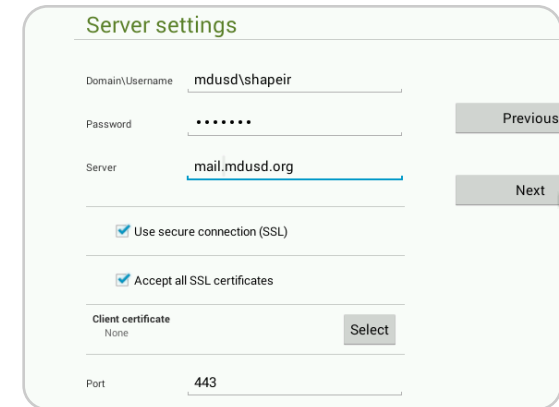 Server settings
Domain\Username mdusd\shapeir
Password •••••••
Previous
Server mail.mdusd.org
Next
Use secure connection (SSL)
Accept all SSL certificates
Client certificate
None
Select
Port 443